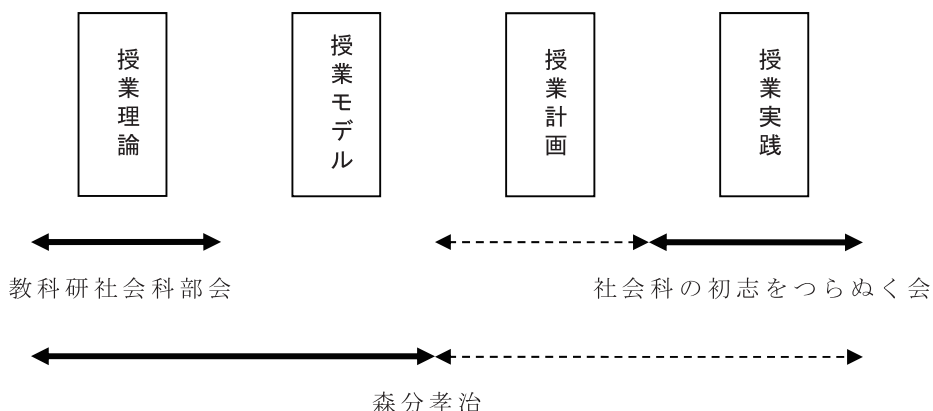 授業理論
授業モデル
授業計画
授業実践
教科研社会科部会
社会科の初志をつらぬく会
森分孝治